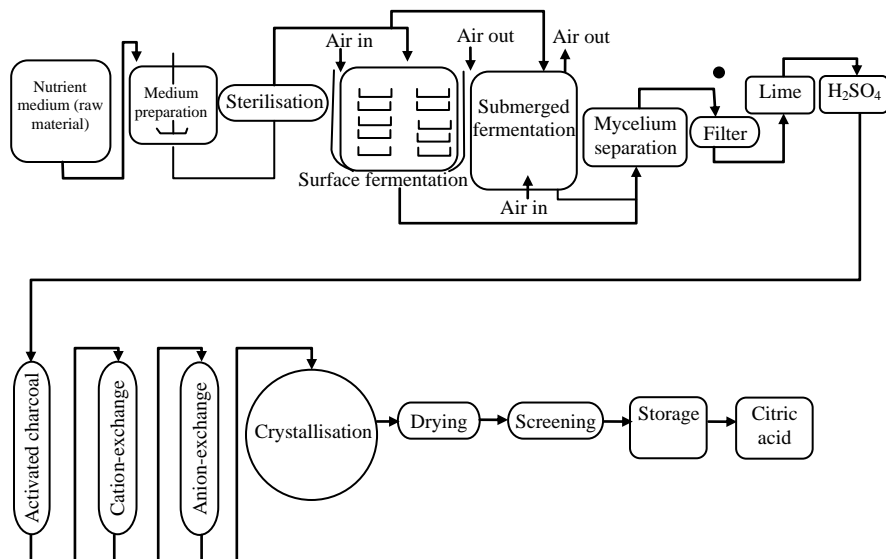 Nutrient
medium (raw
material)
Medium
preparation
Sterilisation
Air in
Air out
Surface fermentation
Air out
Submerged
fermentation
Air in
Mycelium
separation
Filter
Lime
H₂SO₄
Activated charcoal
Cation-exchange
Anion-exchange
Crystallisation
Drying
Screening
Storage
Citric
acid